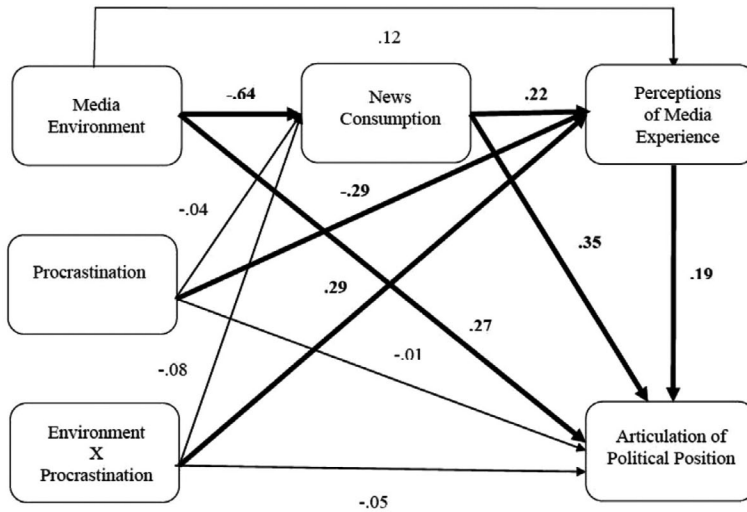 .12
Media
Environment
-.64
News
Consumption
.22
Perceptions
of Media
Experience
-.04
-.29
Procrastination
.29
.35
.19
-.08
.27
-.01
Environment
X
Procrastination
Articulation of
Political Position
-.05